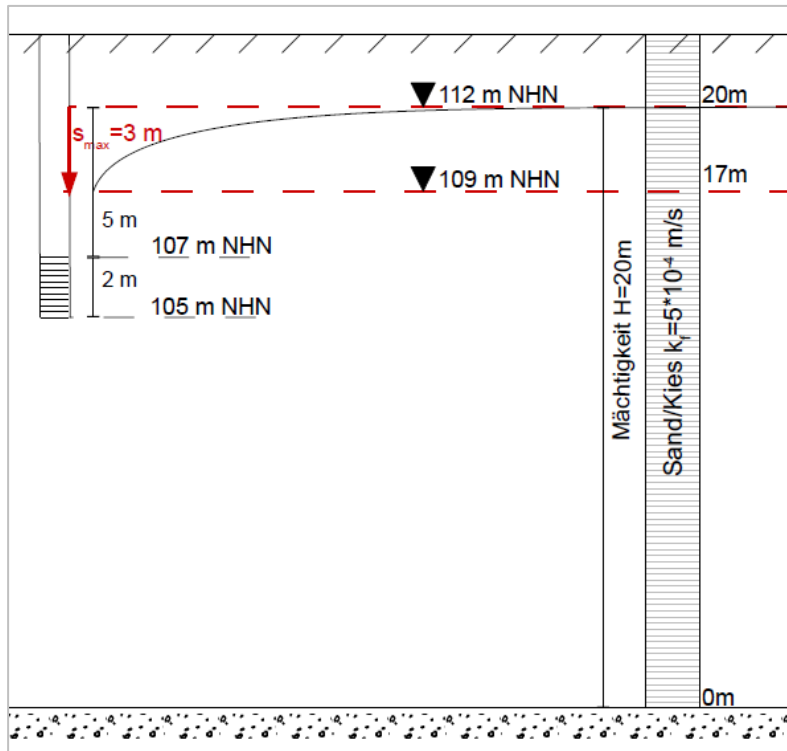 112 m NHN
20m
s_max=3 m
109 m NHN
17m
5 m
107 m NHN
2 m
105 m NHN
Mächtigkeit H=20m
Sand/Kies k_f=5*10⁻⁴ m/s
0m